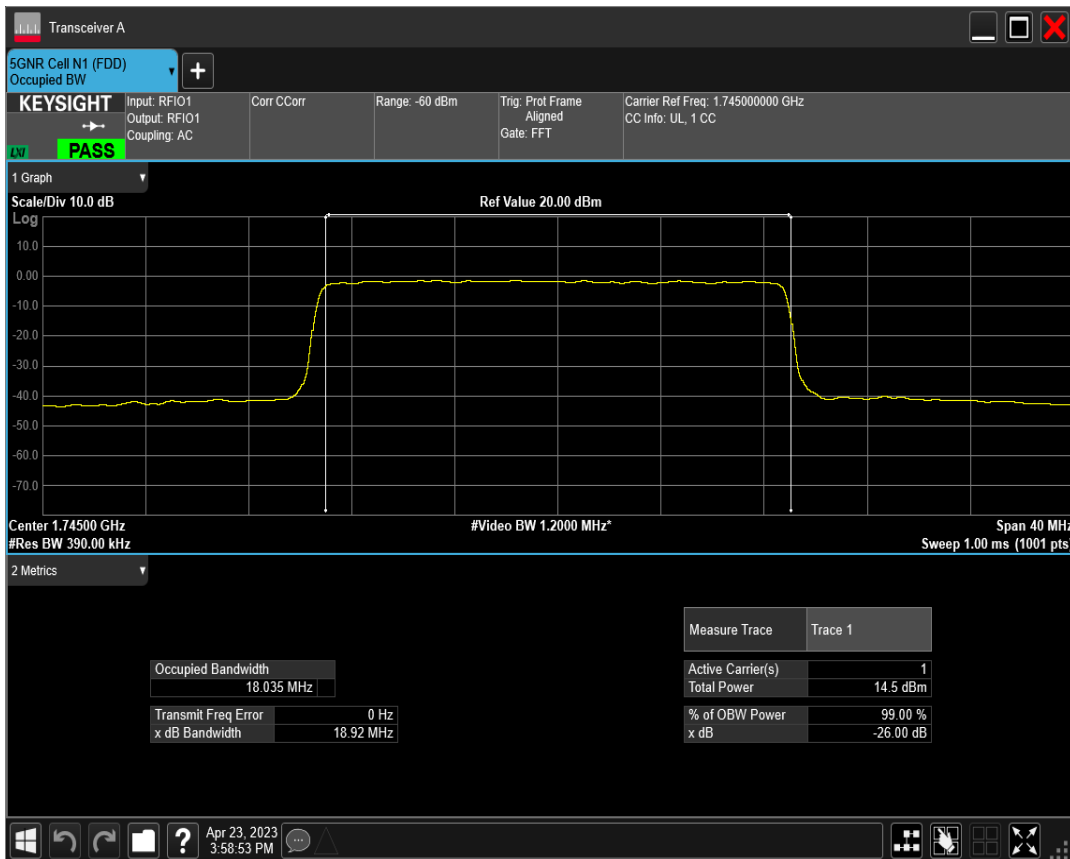 Transceiver A
5GNR Cell N1 (FDD)
Occupied BW
+
KEYSIGHT
LXI
PASS
Input: RFIO1
Output: RFIO1
Coupling: AC
Corr CCorr
Range: -60 dBm
Trig: Prot Frame
Aligned
Gate: FFT
Carrier Ref Freq: 1.745000000 GHz
CC Info: UL, 1 CC
1 Graph
Scale/Div 10.0 dB
Ref Value 20.00 dBm
Log
10.0
0.00
-10.0
-20.0
-30.0
-40.0
-50.0
-60.0
-70.0
Center 1.74500 GHz
#Video BW 1.2000 MHz*
Span 40 MHz
#Res BW 390.00 kHz
Sweep 1.00 ms (1001 pts)
2 Metrics
Measure Trace Trace 1
Occupied Bandwidth
18.035 MHz
Active Carrier(s) 1
Total Power 14.5 dBm
Transmit Freq Error 0 Hz
x dB Bandwidth 18.92 MHz
% of OBW Power 99.00 %
x dB -26.00 dB
?
Apr 23, 2023
3:58:53 PM